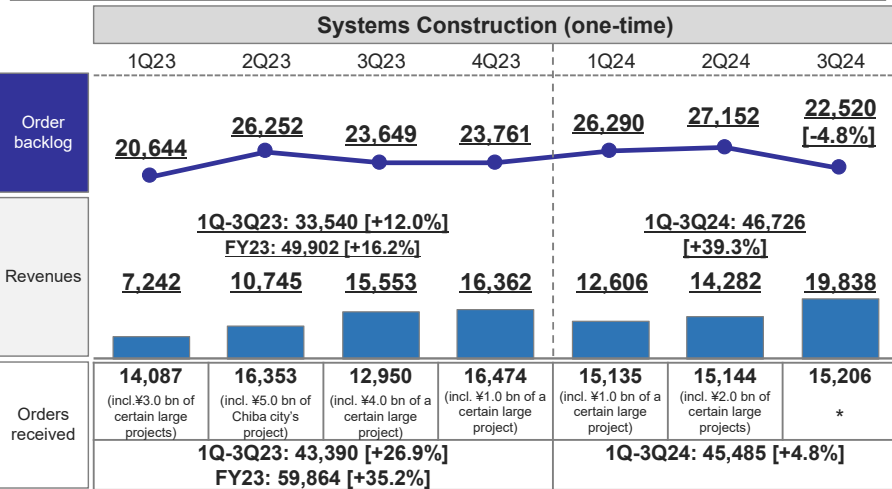 Systems Construction (one-time)
1Q23 2Q23 3Q23 4Q23 1Q24 2Q24 3Q24
Order
backlog
20,644 26,252 23,649 23,761 26,290 27,152 22,520
[-4.8%]
Revenues
1Q-3Q23: 33,540 [+12.0%]
FY23: 49,902 [+16.2%]
1Q-3Q24: 46,726
[+39.3%]
7,242 10,745 15,553 16,362 12,606 14,282 19,838
Orders
received
14,087
(incl.¥3.0 bn of
certain large
projects)
16,353
(incl. ¥5.0 bn of
Chiba city's
project)
12,950
(incl. ¥4.0 bn of a
certain large
project)
16,474
(incl. ¥1.0 bn of a
certain large
project)
15,135
(incl. ¥1.0 bn of a
certain large
project)
15,144
(incl. ¥2.0 bn of
certain large
projects)
15,206
*
1Q-3Q23: 43,390 [+26.9%]
FY23: 59,864 [+35.2%]
1Q-3Q24: 45,485 [+4.8%]